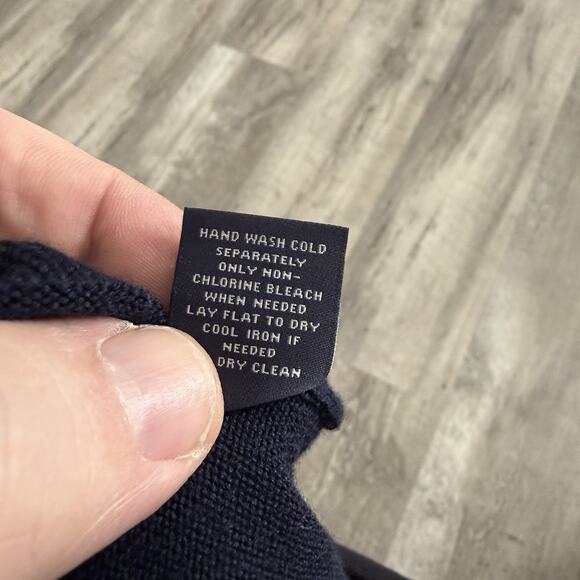 HAND WASH COLD
SEPARATELY
ONLY NON-
CHLORINE BLEACH
WHEN NEEDED
LAY FLAT TO DRY
COOL IRON IF
NEEDED
DRY CLEAN